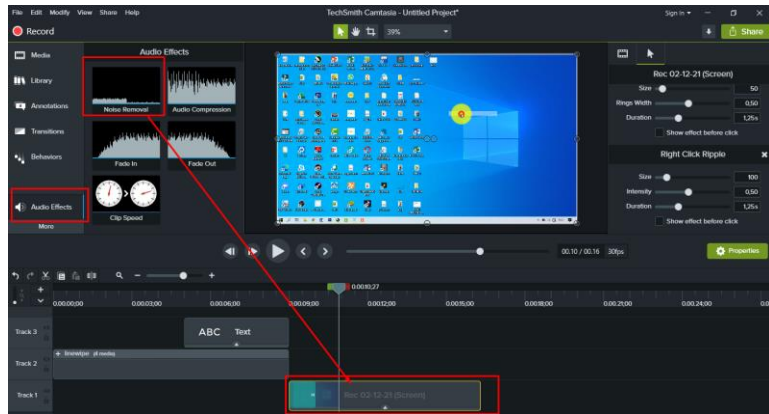 File Edit Modify View Share Help
TechSmith Camtasia - Untitled Project*
Sign in
Record
39%
Share
Media
Library
Annotations
Transitions
Behaviors
Audio Effects
More
Audio Effects
Noise Removal
Audio Compression
Fade In
Fade Out
Clip Speed
Rec 02-12-21 (Screen)
Size 50
Rings Width 0,50
Duration 1,25s
Show effect before click
Right Click Ripple
Size 100
Intensity 0,50
Duration 1,25s
Show effect before click
00.10 / 00.16 30fps
Properties
0.00.10;27
0.00.00;00 0.00.03;00 0.00.06;00 0.00.09;00 0.00.12;00 0.00.15;00 0.00.18;00 0.00.21;00 0.00.24;00
Track 3
ABC Text
Track 2
Track 1
Rec 02-12-21 (Screen)